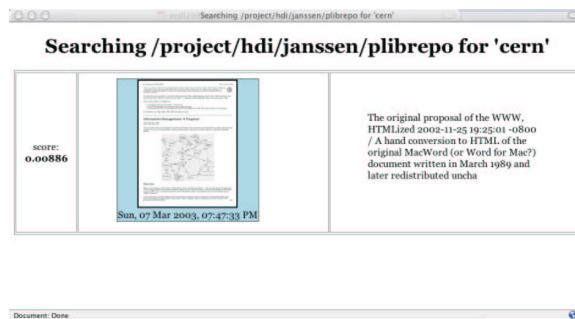 Searching /project/hdi/janssen/plibrepo for 'cern'
Searching /project/hdi/janssen/plibrepo for 'cern'
score:
0.00886
Information Management: A Proposal
Sun, 07 Mar 2003, 07:47:33 PM
The original proposal of the WWW,
HTMLized 2002-11-25 19:25:01 -0800
/ A hand conversion to HTML of the
original MacWord (or Word for Mac?)
document written in March 1989 and
later redistributed uncha
Document: Done